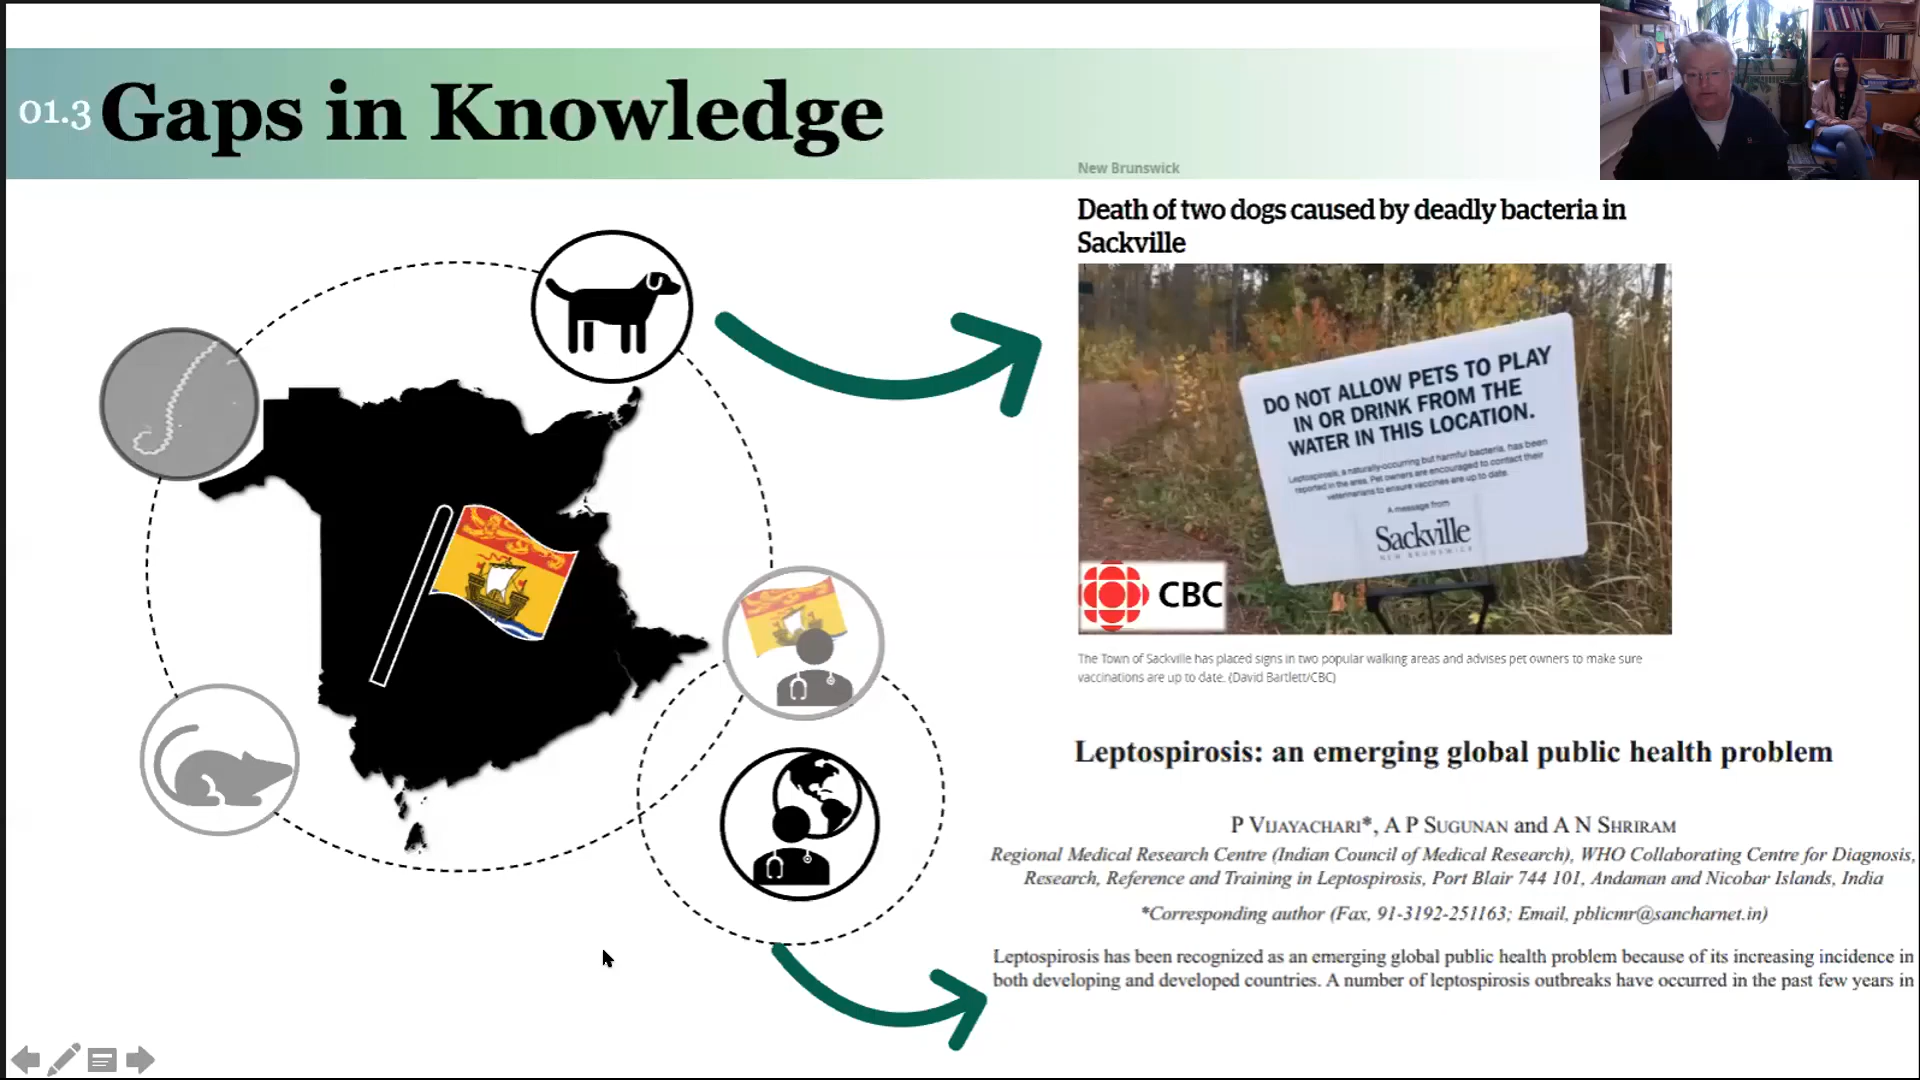 01.3 Gaps in Knowledge
New Brunswick
Death of two dogs caused by deadly bacteria in
Sackville
DO NOT ALLOW PETS TO PLAY
IN OR DRINK FROM THE
WATER IN THIS LOCATION.
Leptospirosis, a naturally-occurring but harmful bacteria, has been
reported in the area. Pet owners are encouraged to contact their
veterinarians to ensure vaccines are up to date.
A message from
Sackville
NEW BRUNSWICK
CBC
The Town of Sackville has placed signs in two popular walking areas and advises pet owners to make sure
vaccinations are up to date. (David Bartlett/CBC)
Leptospirosis: an emerging global public health problem
P VIJAYACHARI*, A P SUGUNAN and A N SHRIRAM
Regional Medical Research Centre (Indian Council of Medical Research), WHO Collaborating Centre for Diagnosis,
Research, Reference and Training in Leptospirosis, Port Blair 744 101, Andaman and Nicobar Islands, India
*Corresponding author (Fax, 91-3192-251163; Email, pblicmr@sancharnet.in)
Leptospirosis has been recognized as an emerging global public health problem because of its increasing incidence in
both developing and developed countries. A number of leptospirosis outbreaks have occurred in the past few years in